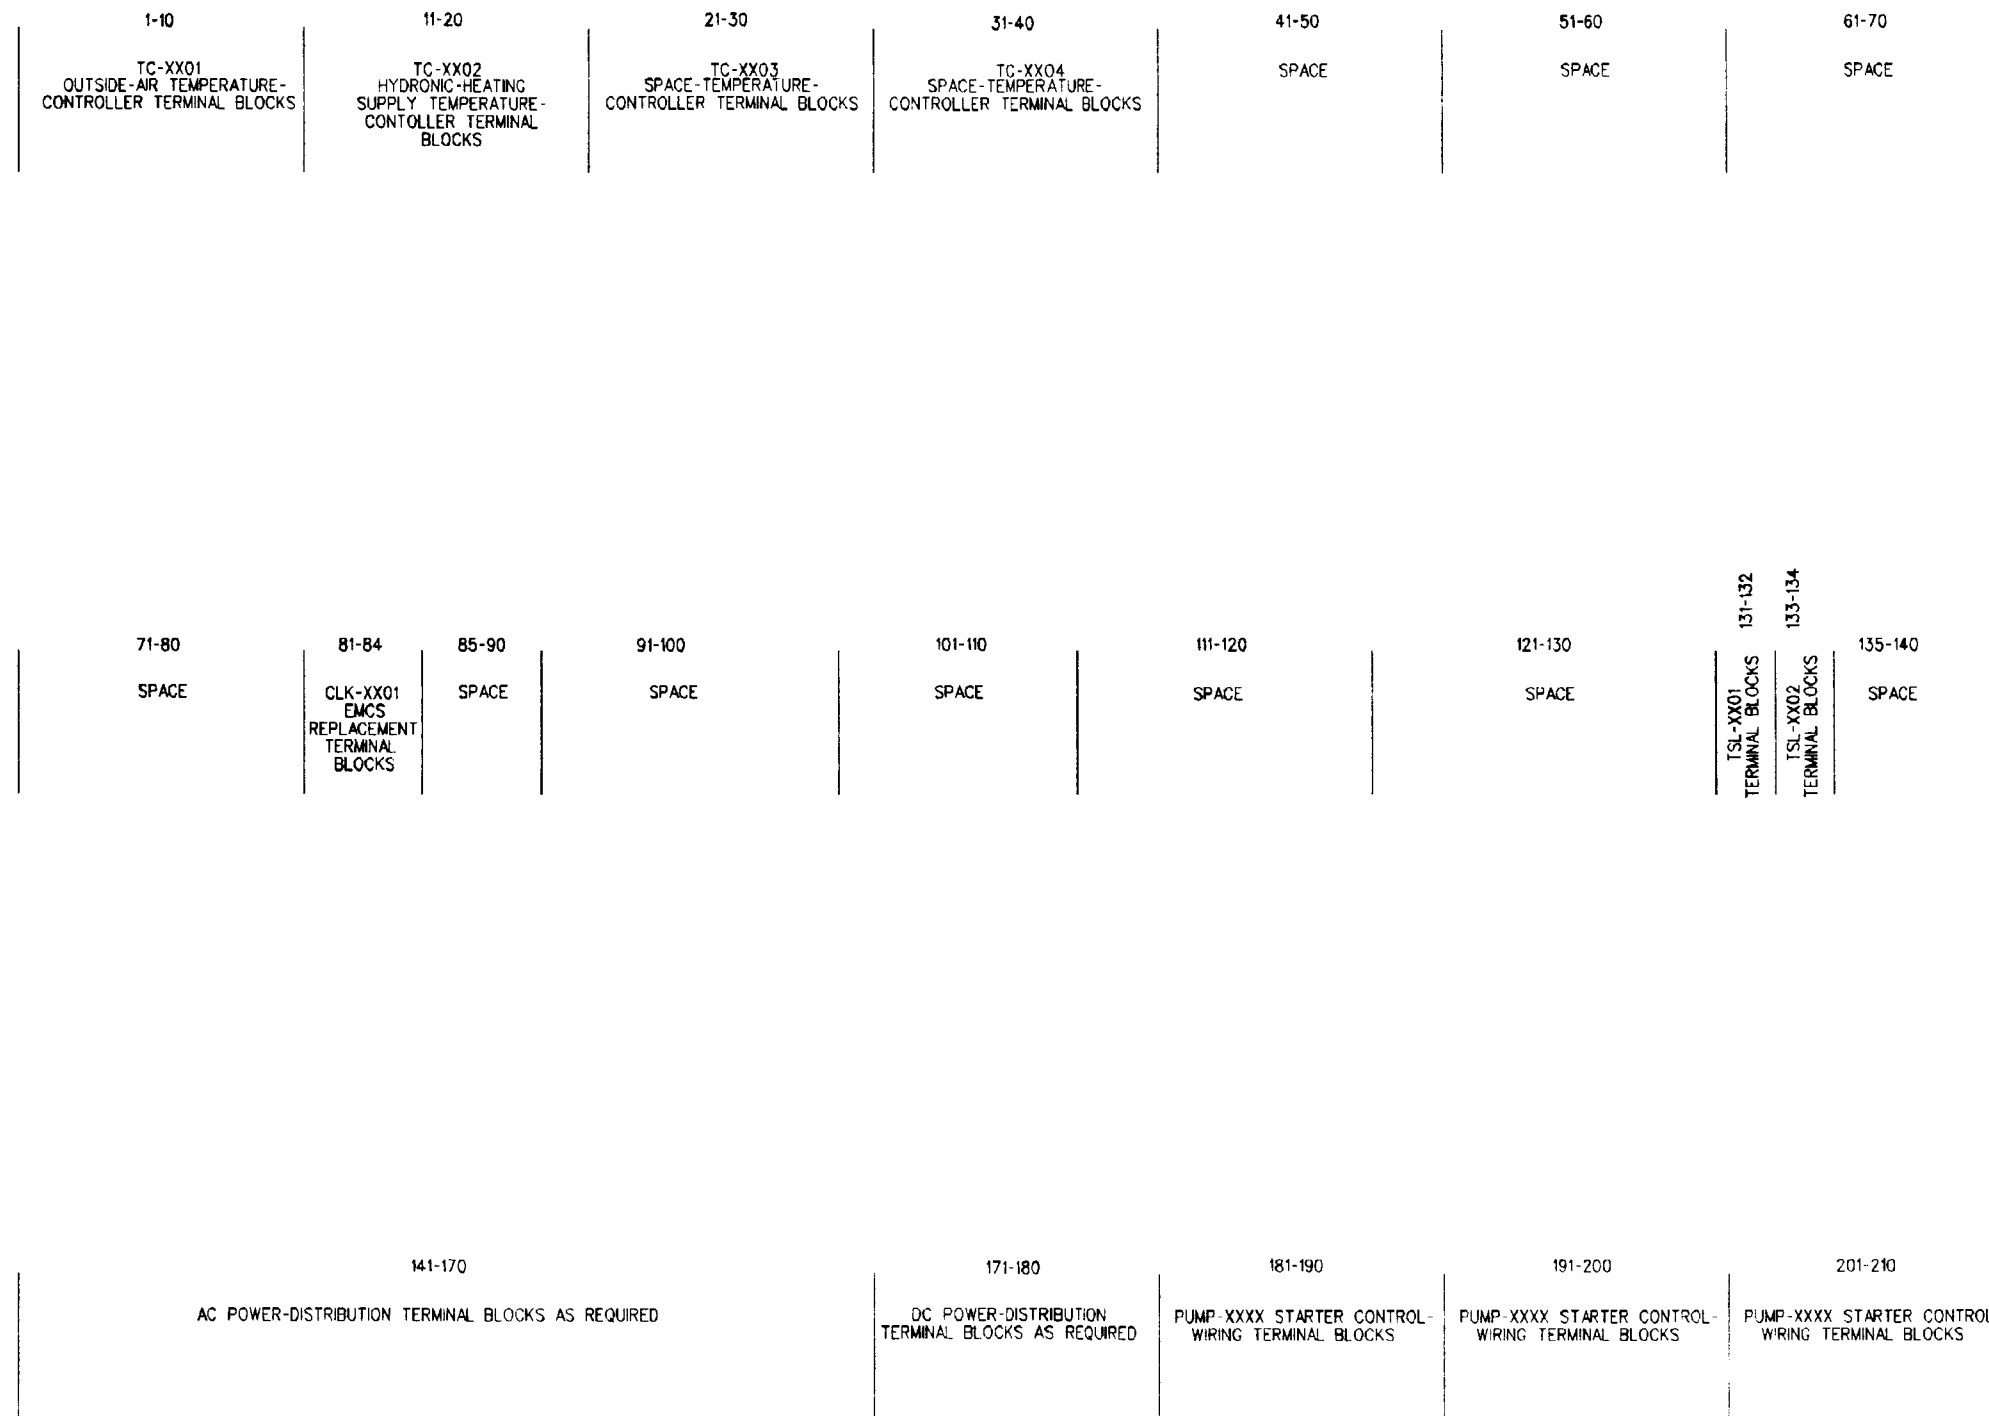 1-10
TC-XX01
OUTSIDE-AIR TEMPERATURE-
CONTROLLER TERMINAL BLOCKS
11-20
TC-XX02
HYDRONIC-HEATING
SUPPLY TEMPERATURE-
CONTOLLER TERMINAL
BLOCKS
21-30
TC-XX03
SPACE-TEMPERATURE-
CONTROLLER TERMINAL BLOCKS
31-40
TC-XX04
SPACE-TEMPERATURE-
CONTROLLER TERMINAL BLOCKS
41-50
SPACE
51-60
SPACE
61-70
SPACE
71-80
SPACE
81-84
CLK-XX01
EMCS
REPLACEMENT
TERMINAL
BLOCKS
85-90
SPACE
91-100
SPACE
101-110
SPACE
111-120
SPACE
121-130
SPACE
131-132
TSL-XX01
TERMINAL BLOCKS
133-134
TSL-XX02
TERMINAL BLOCKS
135-140
SPACE
141-170
AC POWER-DISTRIBUTION TERMINAL BLOCKS AS REQUIRED
171-180
DC POWER-DISTRIBUTION
TERMINAL BLOCKS AS REQUIRED
181-190
PUMP-XXXX STARTER CONTROL-
WIRING TERMINAL BLOCKS
191-200
PUMP-XXXX STARTER CONTROL-
WIRING TERMINAL BLOCKS
201-210
PUMP-XXXX STARTER CONTROL
WIRING TERMINAL BLOCKS